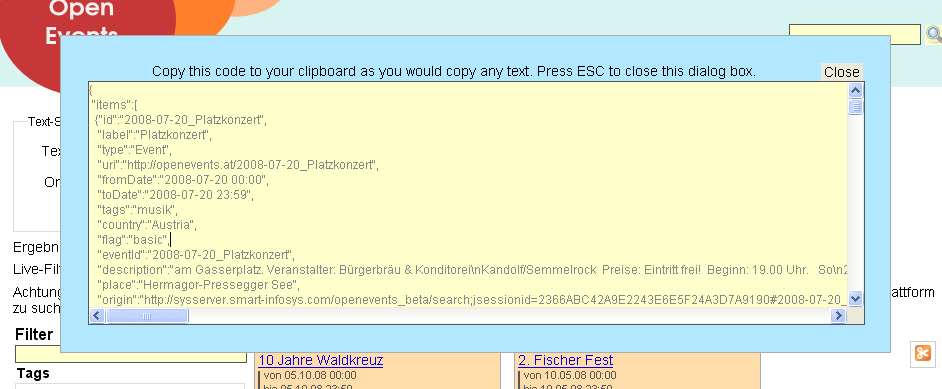 Open
Events
Copy this code to your clipboard as you would copy any text. Press ESC to close this dialog box.
Close
{
"items":[
{"id":"2008-07-20_Platzkonzert",
"label":"Platzkonzert",
"type":"Event",
"uri":"http://openevents.at/2008-07-20_Platzkonzert",
"fromDate":"2008-07-20 00:00",
"toDate":"2008-07-20 23:59",
"tags":"musik",
"country":"Austria",
"flag":"basic",
"eventId":"2008-07-20_Platzkonzert",
"description":"am Gasserplatz. Veranstalter: Bürgerbräu & Konditorei\nKandolf/Semmelrock Preise: Eintritt frei! Beginn: 19.00 Uhr. So\n2
"place":"Hermagor-Pressegger See",
"origin":"http://sysserver.smart-infosys.com/openevents_beta/search;jsessionid=2366ABC42A9E2243E6E5F24A3D7A9190#2008-07-20_
Text-S
Tex
Or
Ergebn
Live-Filt
Achtung
attform
zu such
Filter
Tags
10 Jahre Waldkreuz
von 05.10.08 00:00
bis 05.10.08 23:59
2. Fischer Fest
von 10.05.08 00:00
bis 10.05.08 23:59